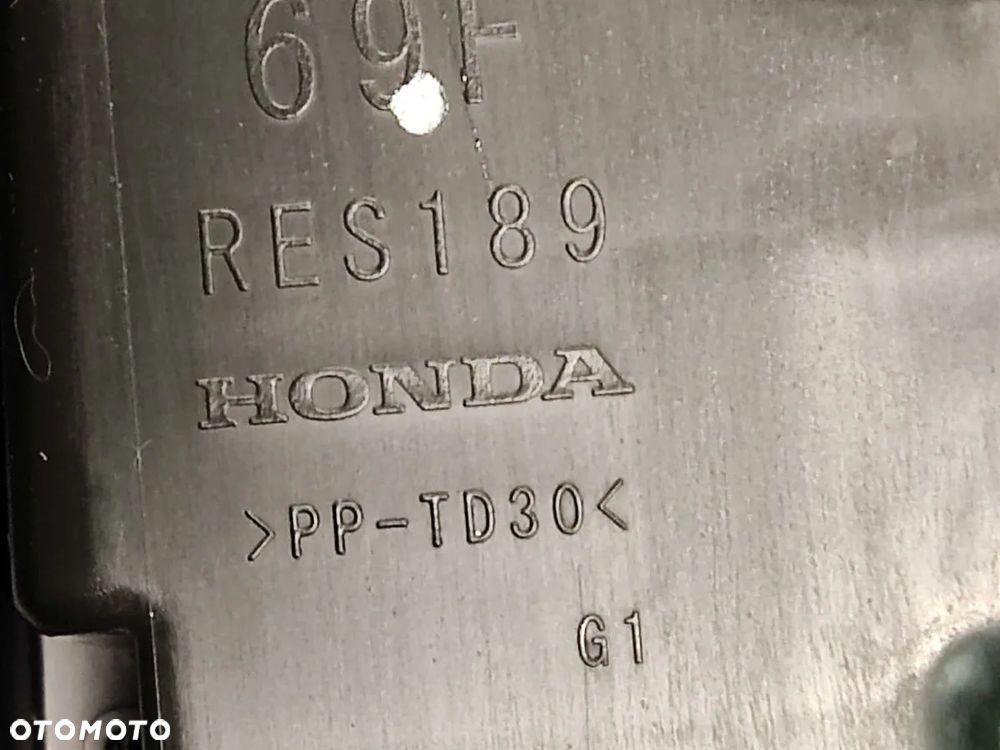 69F
RES189
HONDA
>PP-TD30<
G1
OTOMOTO